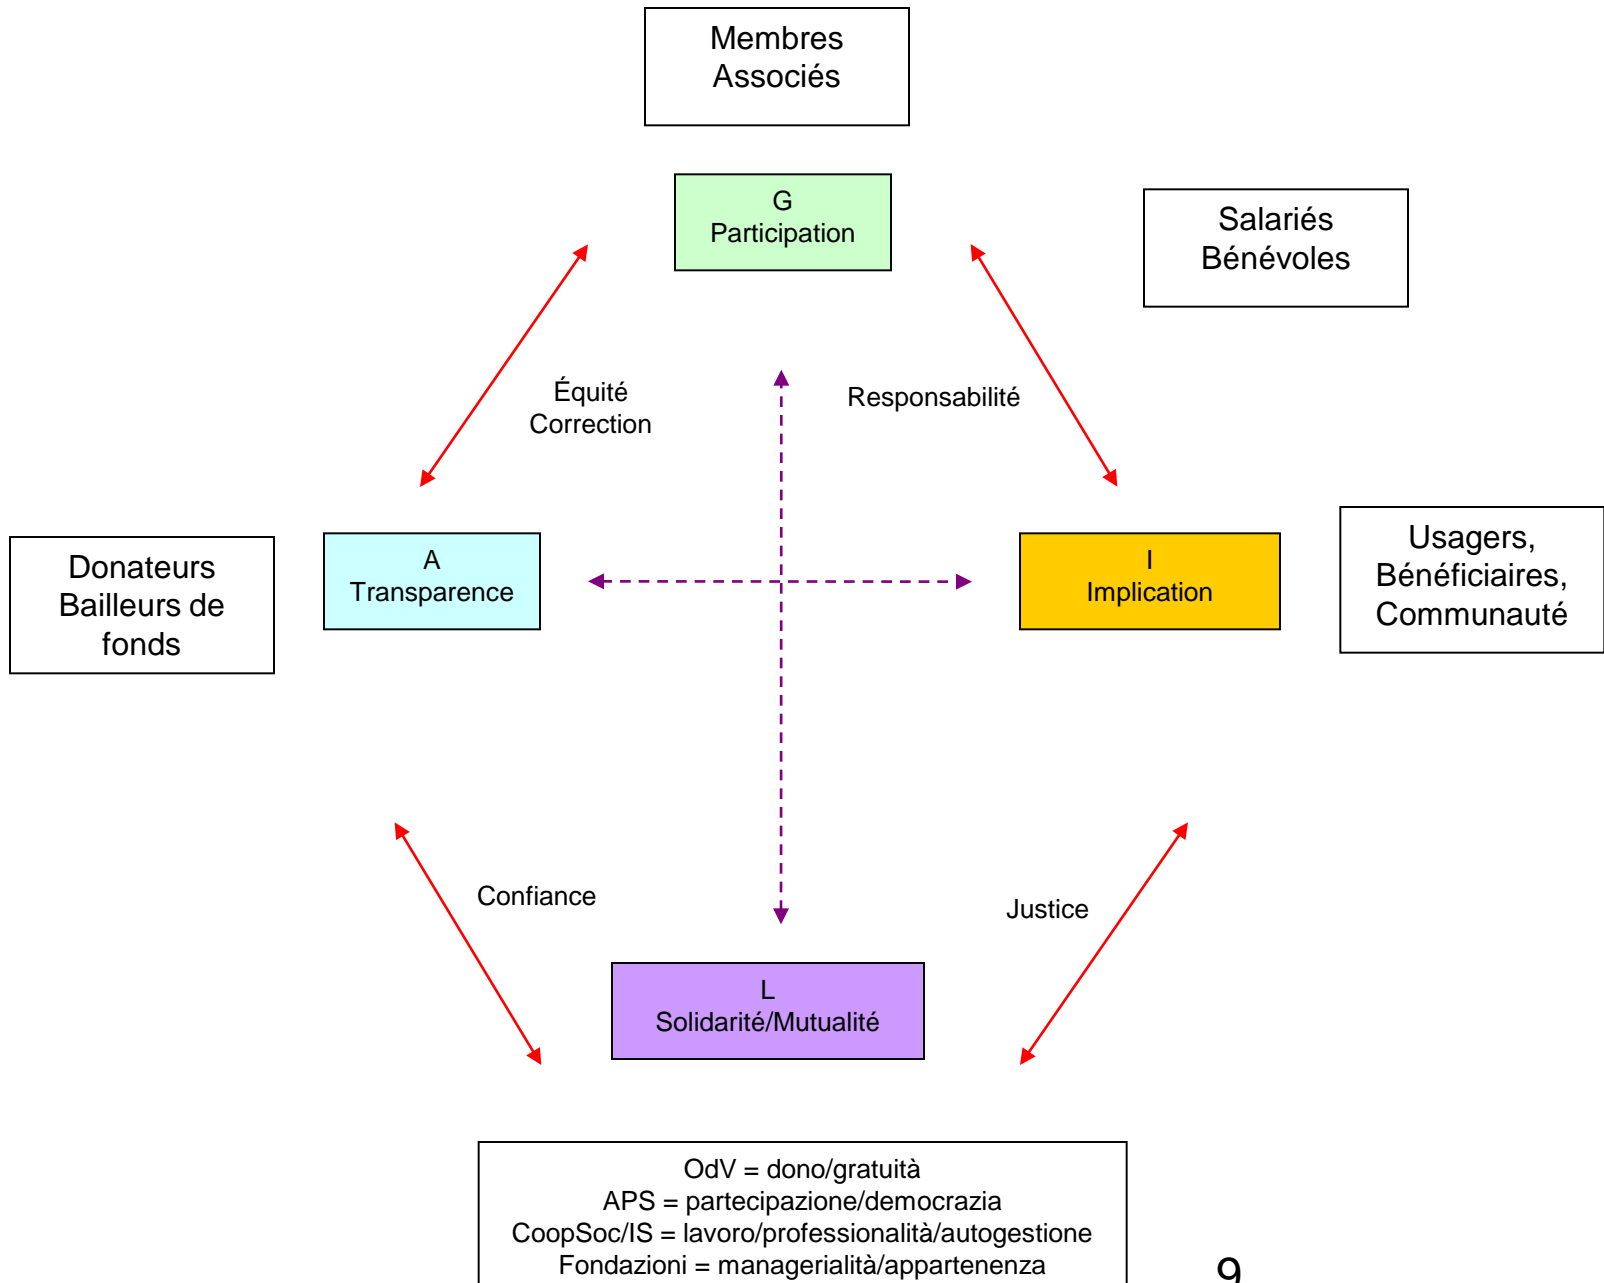 Membres
Associés
G
Participation
Salariés
Bénévoles
Équité
Correction
Responsabilité
Donateurs
Bailleurs de
fonds
A
Transparence
I
Implication
Usagers,
Bénéficiaires,
Communauté
Confiance
Justice
L
Solidarité/Mutualité
OdV = dono/gratuità
APS = partecipazione/democrazia
CoopSoc/IS = lavoro/professionalità/autogestione
Fondazioni = managerialità/appartenenza
9